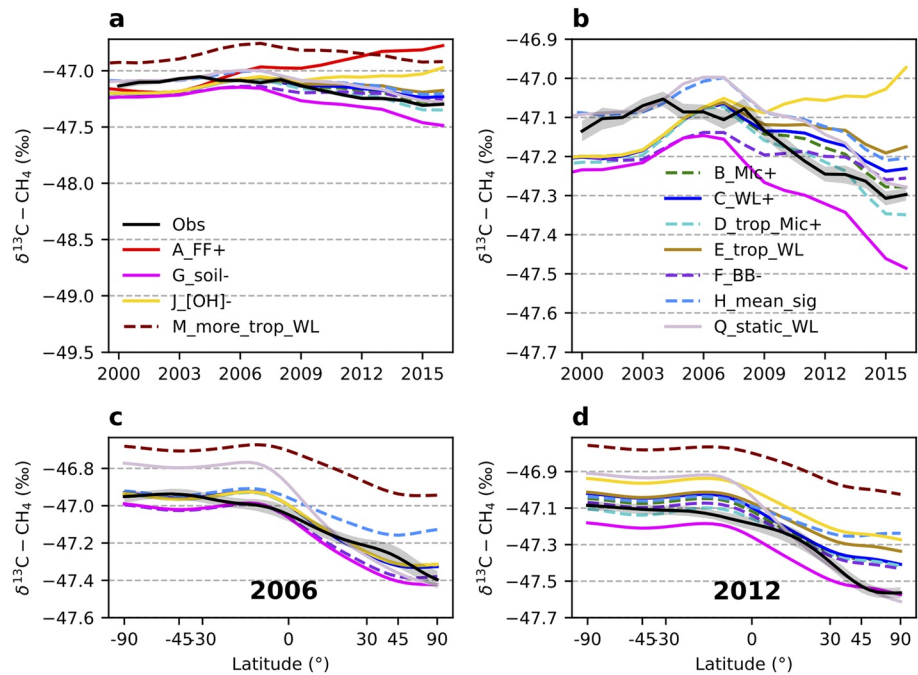 a
δ13C − CH4 (‰)
−47.0
−47.5
−48.0
−48.5
−49.0
−49.5
Obs
A_FF+
G_soil-
J_[OH]-
M_more_trop_WL
2000 2003 2006 2009 2012 2015
b
δ13C − CH4 (‰)
−46.9
−47.0
−47.1
−47.2
−47.3
−47.4
−47.5
−47.6
−47.7
B_Mic+
C_WL+
D_trop_Mic+
E_trop_WL
F_BB-
H_mean_sig
Q_static_WL
2000 2003 2006 2009 2012 2015
c
δ13C − CH4 (‰)
−46.8
−47.0
−47.2
−47.4
−47.6
2006
-90 -45 -30 0 30 45 90
Latitude (°)
d
δ13C − CH4 (‰)
−46.9
−47.1
−47.3
−47.5
−47.7
2012
-90 -45 -30 0 30 45 90
Latitude (°)